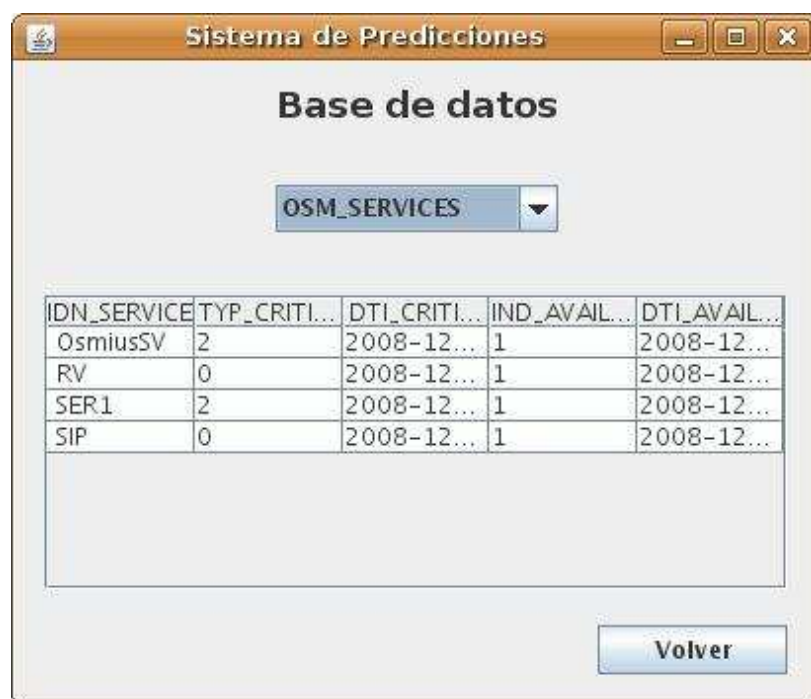 Sistema de Predicciones
Base de datos
OSM_SERVICES
IDN_SERVICE TYP_CRITI... DTI_CRITI... IND_AVAIL... DTI_AVAIL...
OsmiusSV 2 2008-12... 1 2008-12...
RV 0 2008-12... 1 2008-12...
SER1 2 2008-12... 1 2008-12...
SIP 0 2008-12... 1 2008-12...
Volver